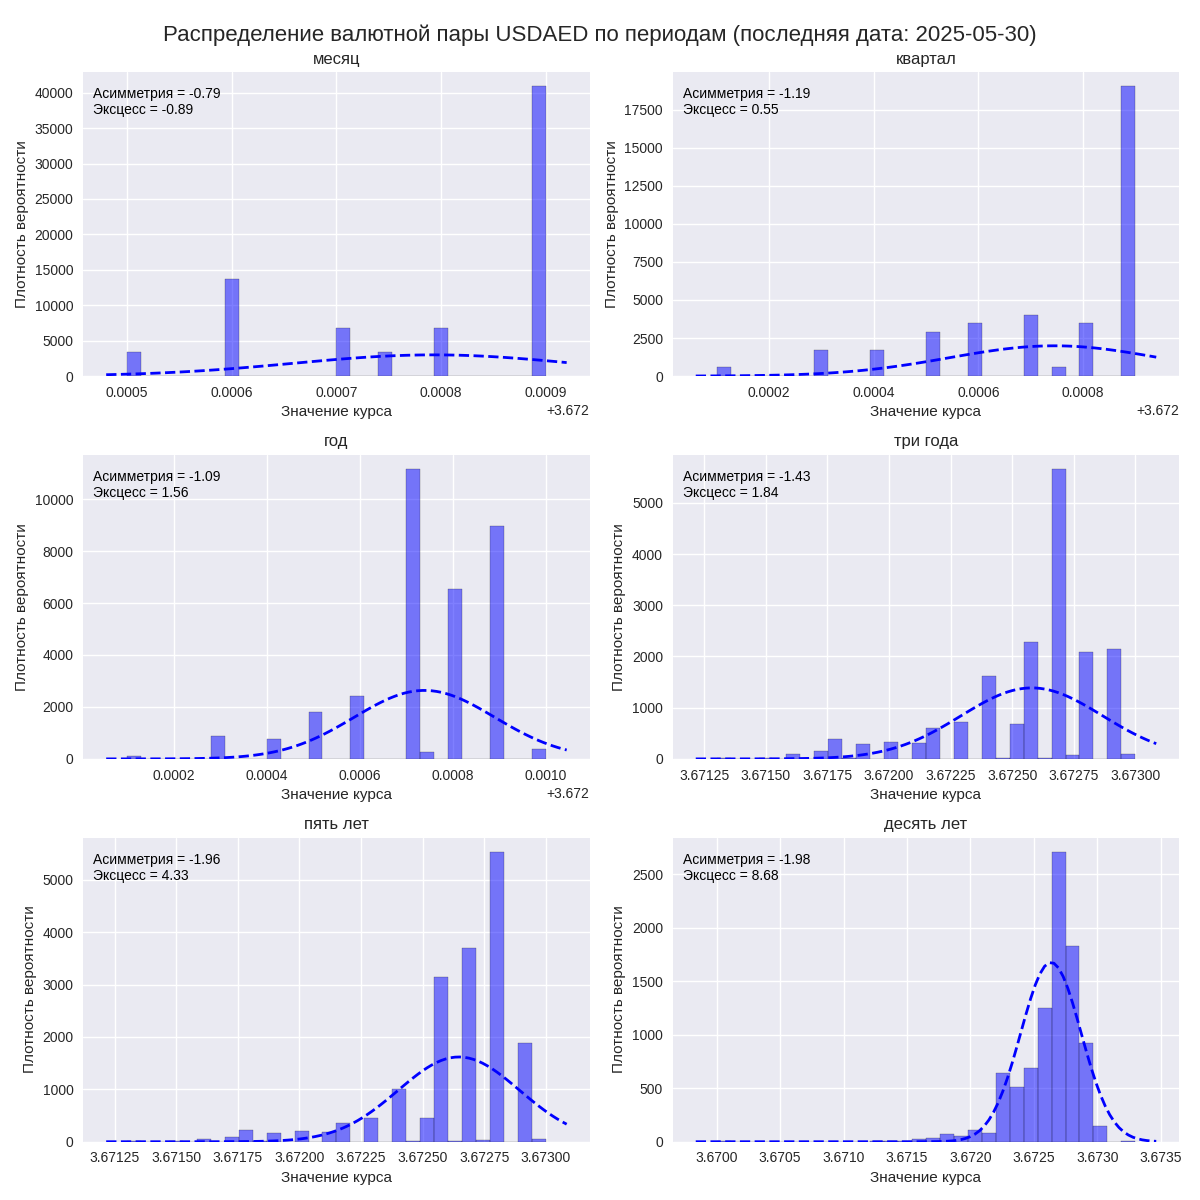 Распределение валютной пары USDAED по периодам (последняя дата: 2025-05-30)
месяц
Асимметрия = -0.79
Эксцесс = -0.89
Плотность вероятности
40000
35000
30000
25000
20000
15000
10000
5000
0
0.0005 0.0006 0.0007 0.0008 0.0009
Значение курса
+3.672
квартал
Асимметрия = -1.19
Эксцесс = 0.55
Плотность вероятности
17500
15000
12500
10000
7500
5000
2500
0
0.0002 0.0004 0.0006 0.0008
Значение курса
+3.672
год
Асимметрия = -1.09
Эксцесс = 1.56
Плотность вероятности
10000
8000
6000
4000
2000
0
0.0002 0.0004 0.0006 0.0008 0.0010
Значение курса
+3.672
три года
Асимметрия = -1.43
Эксцесс = 1.84
Плотность вероятности
5000
4000
3000
2000
1000
0
3.67125 3.67150 3.67175 3.67200 3.67225 3.67250 3.67275 3.67300
Значение курса
пять лет
Асимметрия = -1.96
Эксцесс = 4.33
Плотность вероятности
5000
4000
3000
2000
1000
0
3.67125 3.67150 3.67175 3.67200 3.67225 3.67250 3.67275 3.67300
Значение курса
десять лет
Асимметрия = -1.98
Эксцесс = 8.68
Плотность вероятности
2500
2000
1500
1000
500
0
3.6700 3.6705 3.6710 3.6715 3.6720 3.6725 3.6730 3.6735
Значение курса